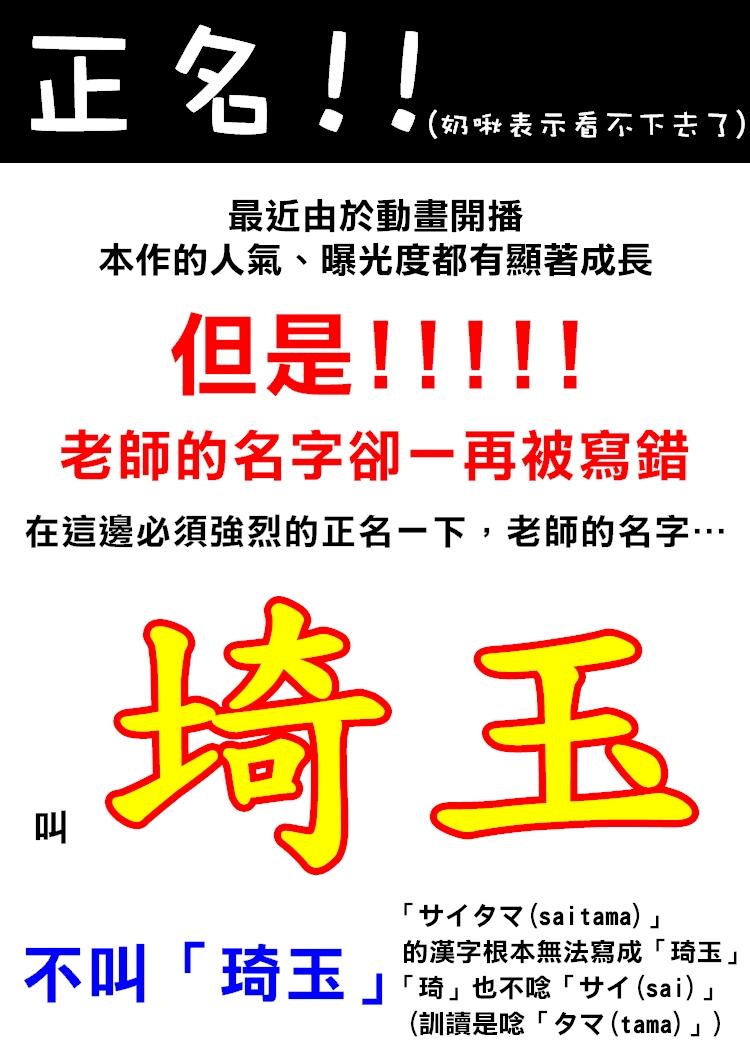 正名!!(奶啾表示看不下去了)
最近由於動畫開播
本作的人氣、曝光度都有顯著成長
但是!!!!!
老師的名字卻一再被寫錯
在這邊必須強烈的正名一下，老師的名字…
叫 埼玉
不叫「琦玉」
「サイタマ(saitama)」
的漢字根本無法寫成「琦玉」
「琦」也不唸「サイ(sai)」
(訓讀是唸「タマ(tama)」)